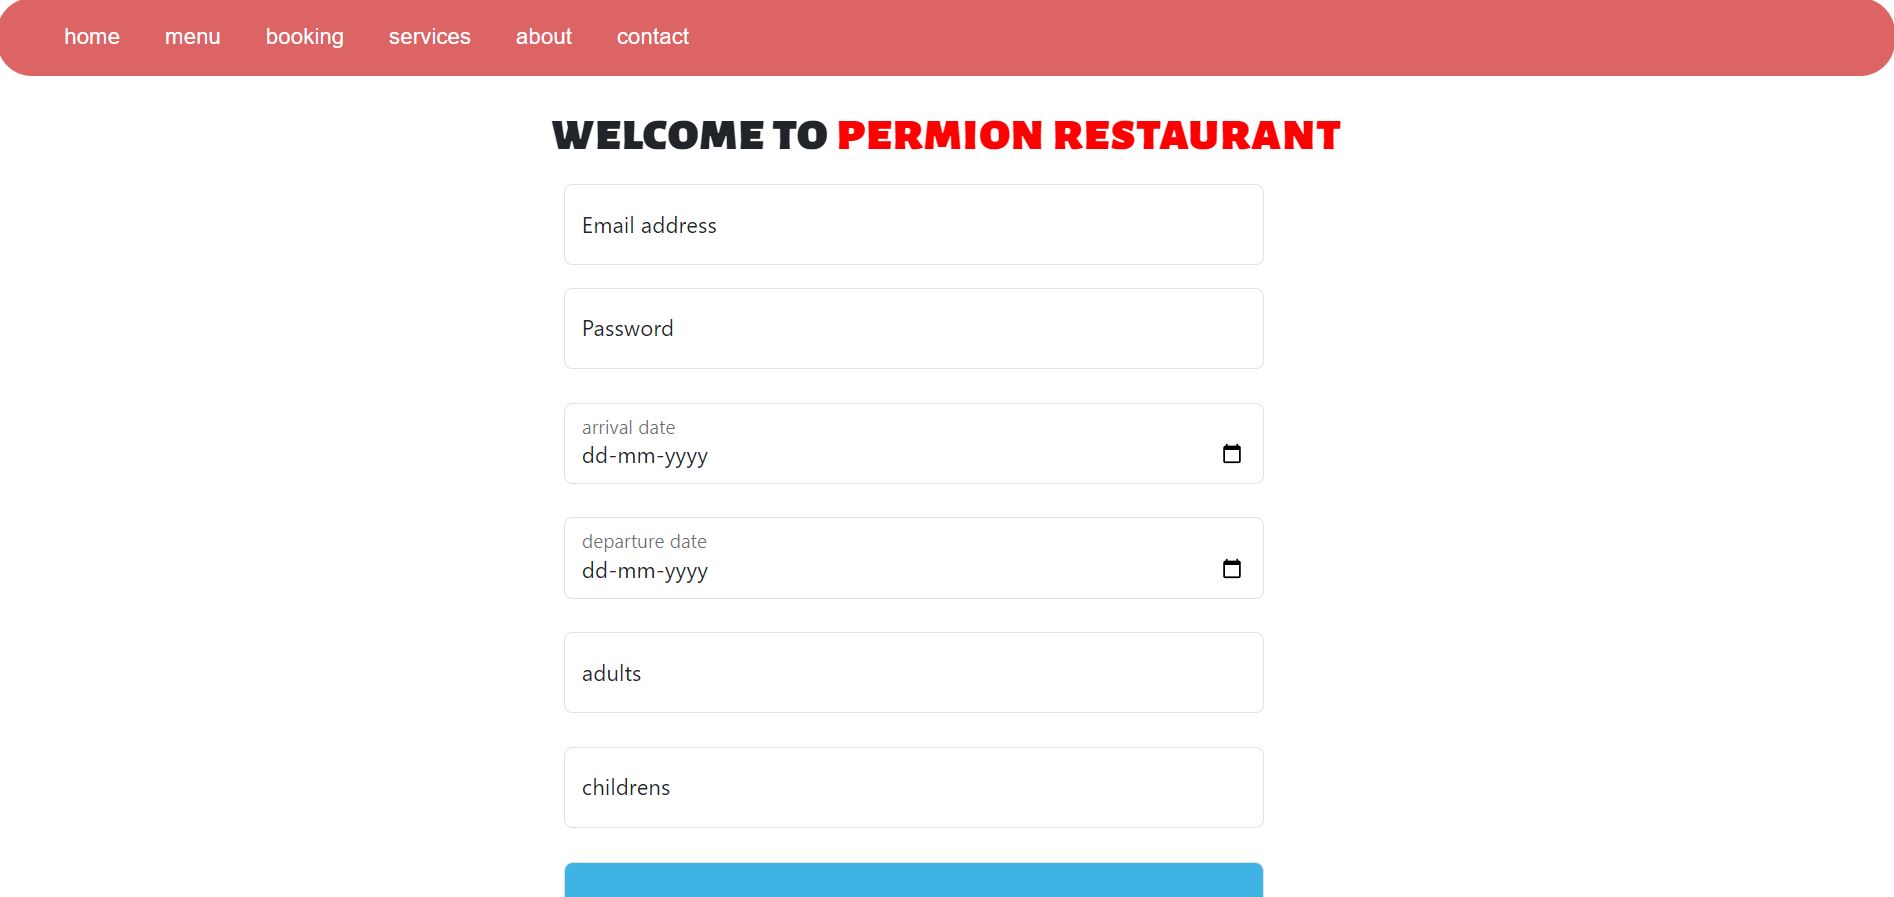 home menu booking services about contact
WELCOME TO PERMION RESTAURANT
Email address
Password
arrival date
dd-mm-yyyy
departure date
dd-mm-yyyy
adults
childrens